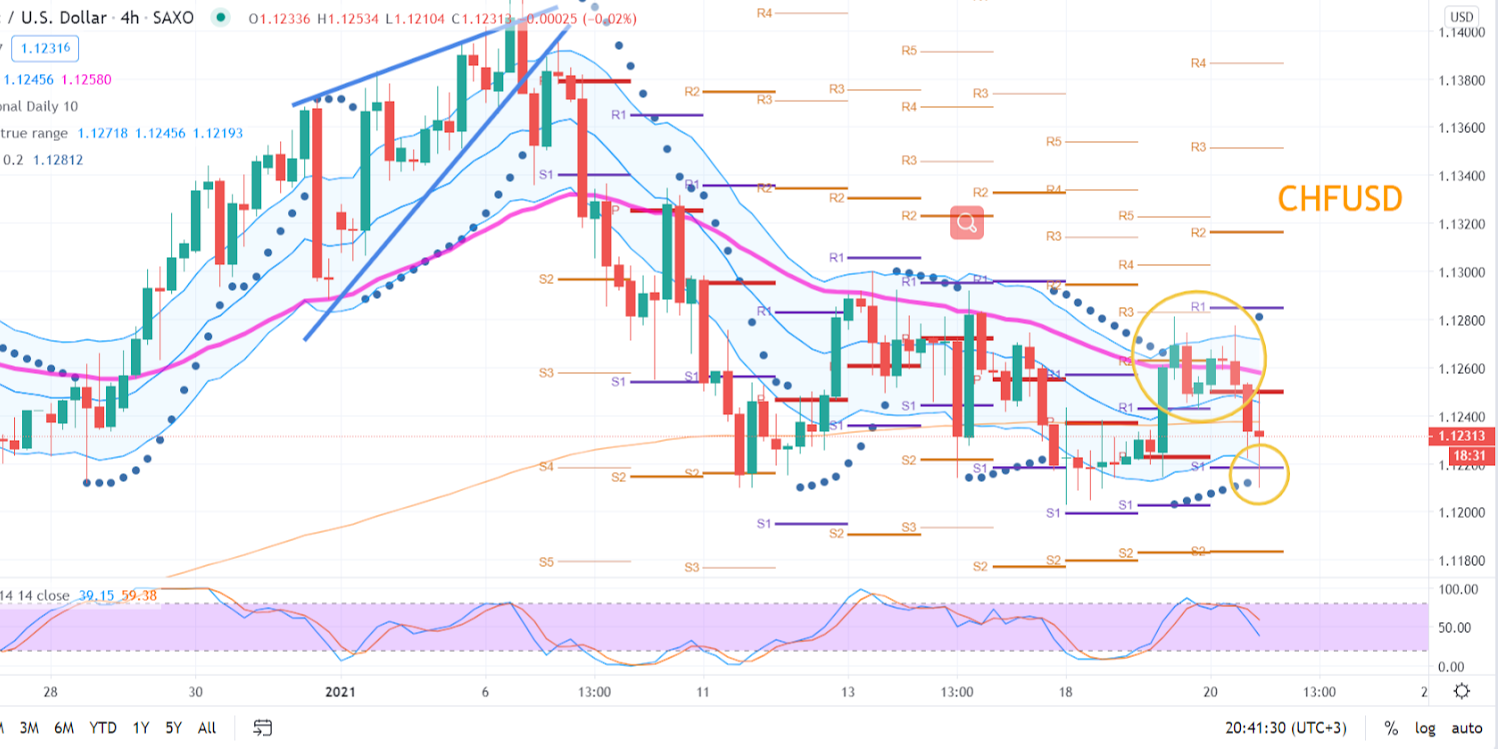 / U.S. Dollar · 4h · SAXO O1.12336 H1.12534 L1.12104 C1.12313 -0.00025 (-0.02%)
1.12316
1.12456 1.12580
onal Daily 10
true range 1.12718 1.12456 1.12193
0.2 1.12812
USD
1.14000
1.13800
1.13600
1.13400
1.13200
1.13000
1.12800
1.12600
1.12400
1.12313
18:31
1.12200
1.12000
1.11800
CHFUSD
R4
R5
R4
R2
R3
R3
R4
R3
R1
R5
R3
R3
S1
R1
R2
R2
R2
R4
P
R2
R3
R5
R2
R1
R4
S2
R1
R1
R2
R1
R3
R1
S3
S1
S1
P
R1
P
S1
S1
R1
P
S4
S2
S2
S2
S1
S1
S1
S2
S3
S1
S1
S5
S3
S2
S2
S2
S2
14 14 close 39.15 59.38
100.00
50.00
0.00
28 30 2021 6 13:00 11 13 13:00 18 20 13:00 2
3M 6M YTD 1Y 5Y All 20:41:30 (UTC+3) % log auto